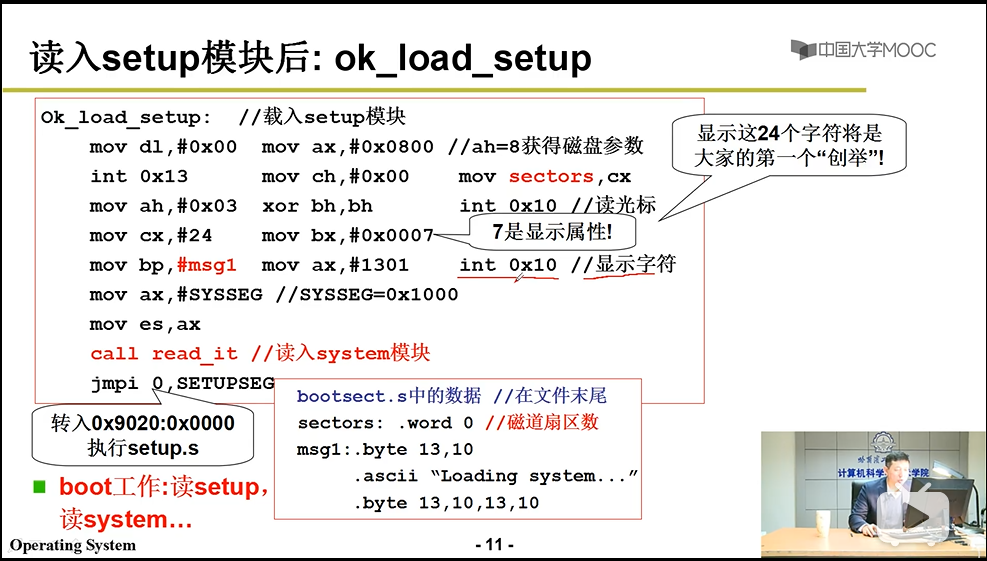 读入setup模块后: ok_load_setup
中国大学MOOC
Ok_load_setup: //载入setup模块
mov dl,#0x00 mov ax,#0x0800 //ah=8获得磁盘参数
int 0x13 mov ch,#0x00 mov sectors,cx
mov ah,#0x03 xor bh,bh int 0x10 //读光标
mov cx,#24 mov bx,#0x0007
mov bp,#msg1 mov ax,#1301 int 0x10 //显示字符
mov ax,#SYSSEG //SYSSEG=0x1000
mov es,ax
call read_it //读入system模块
jmpi 0,SETUPSEG
显示这24个字符将是
大家的第一个“创举”!
7是显示属性!
转入0x9020:0x0000
执行setup.s
bootsect.s中的数据 //在文件末尾
sectors: .word 0 //磁道扇区数
msg1:.byte 13,10
.ascii “Loading system...”
.byte 13,10,13,10
boot工作:读setup，
读system…
Operating System
- 11 -